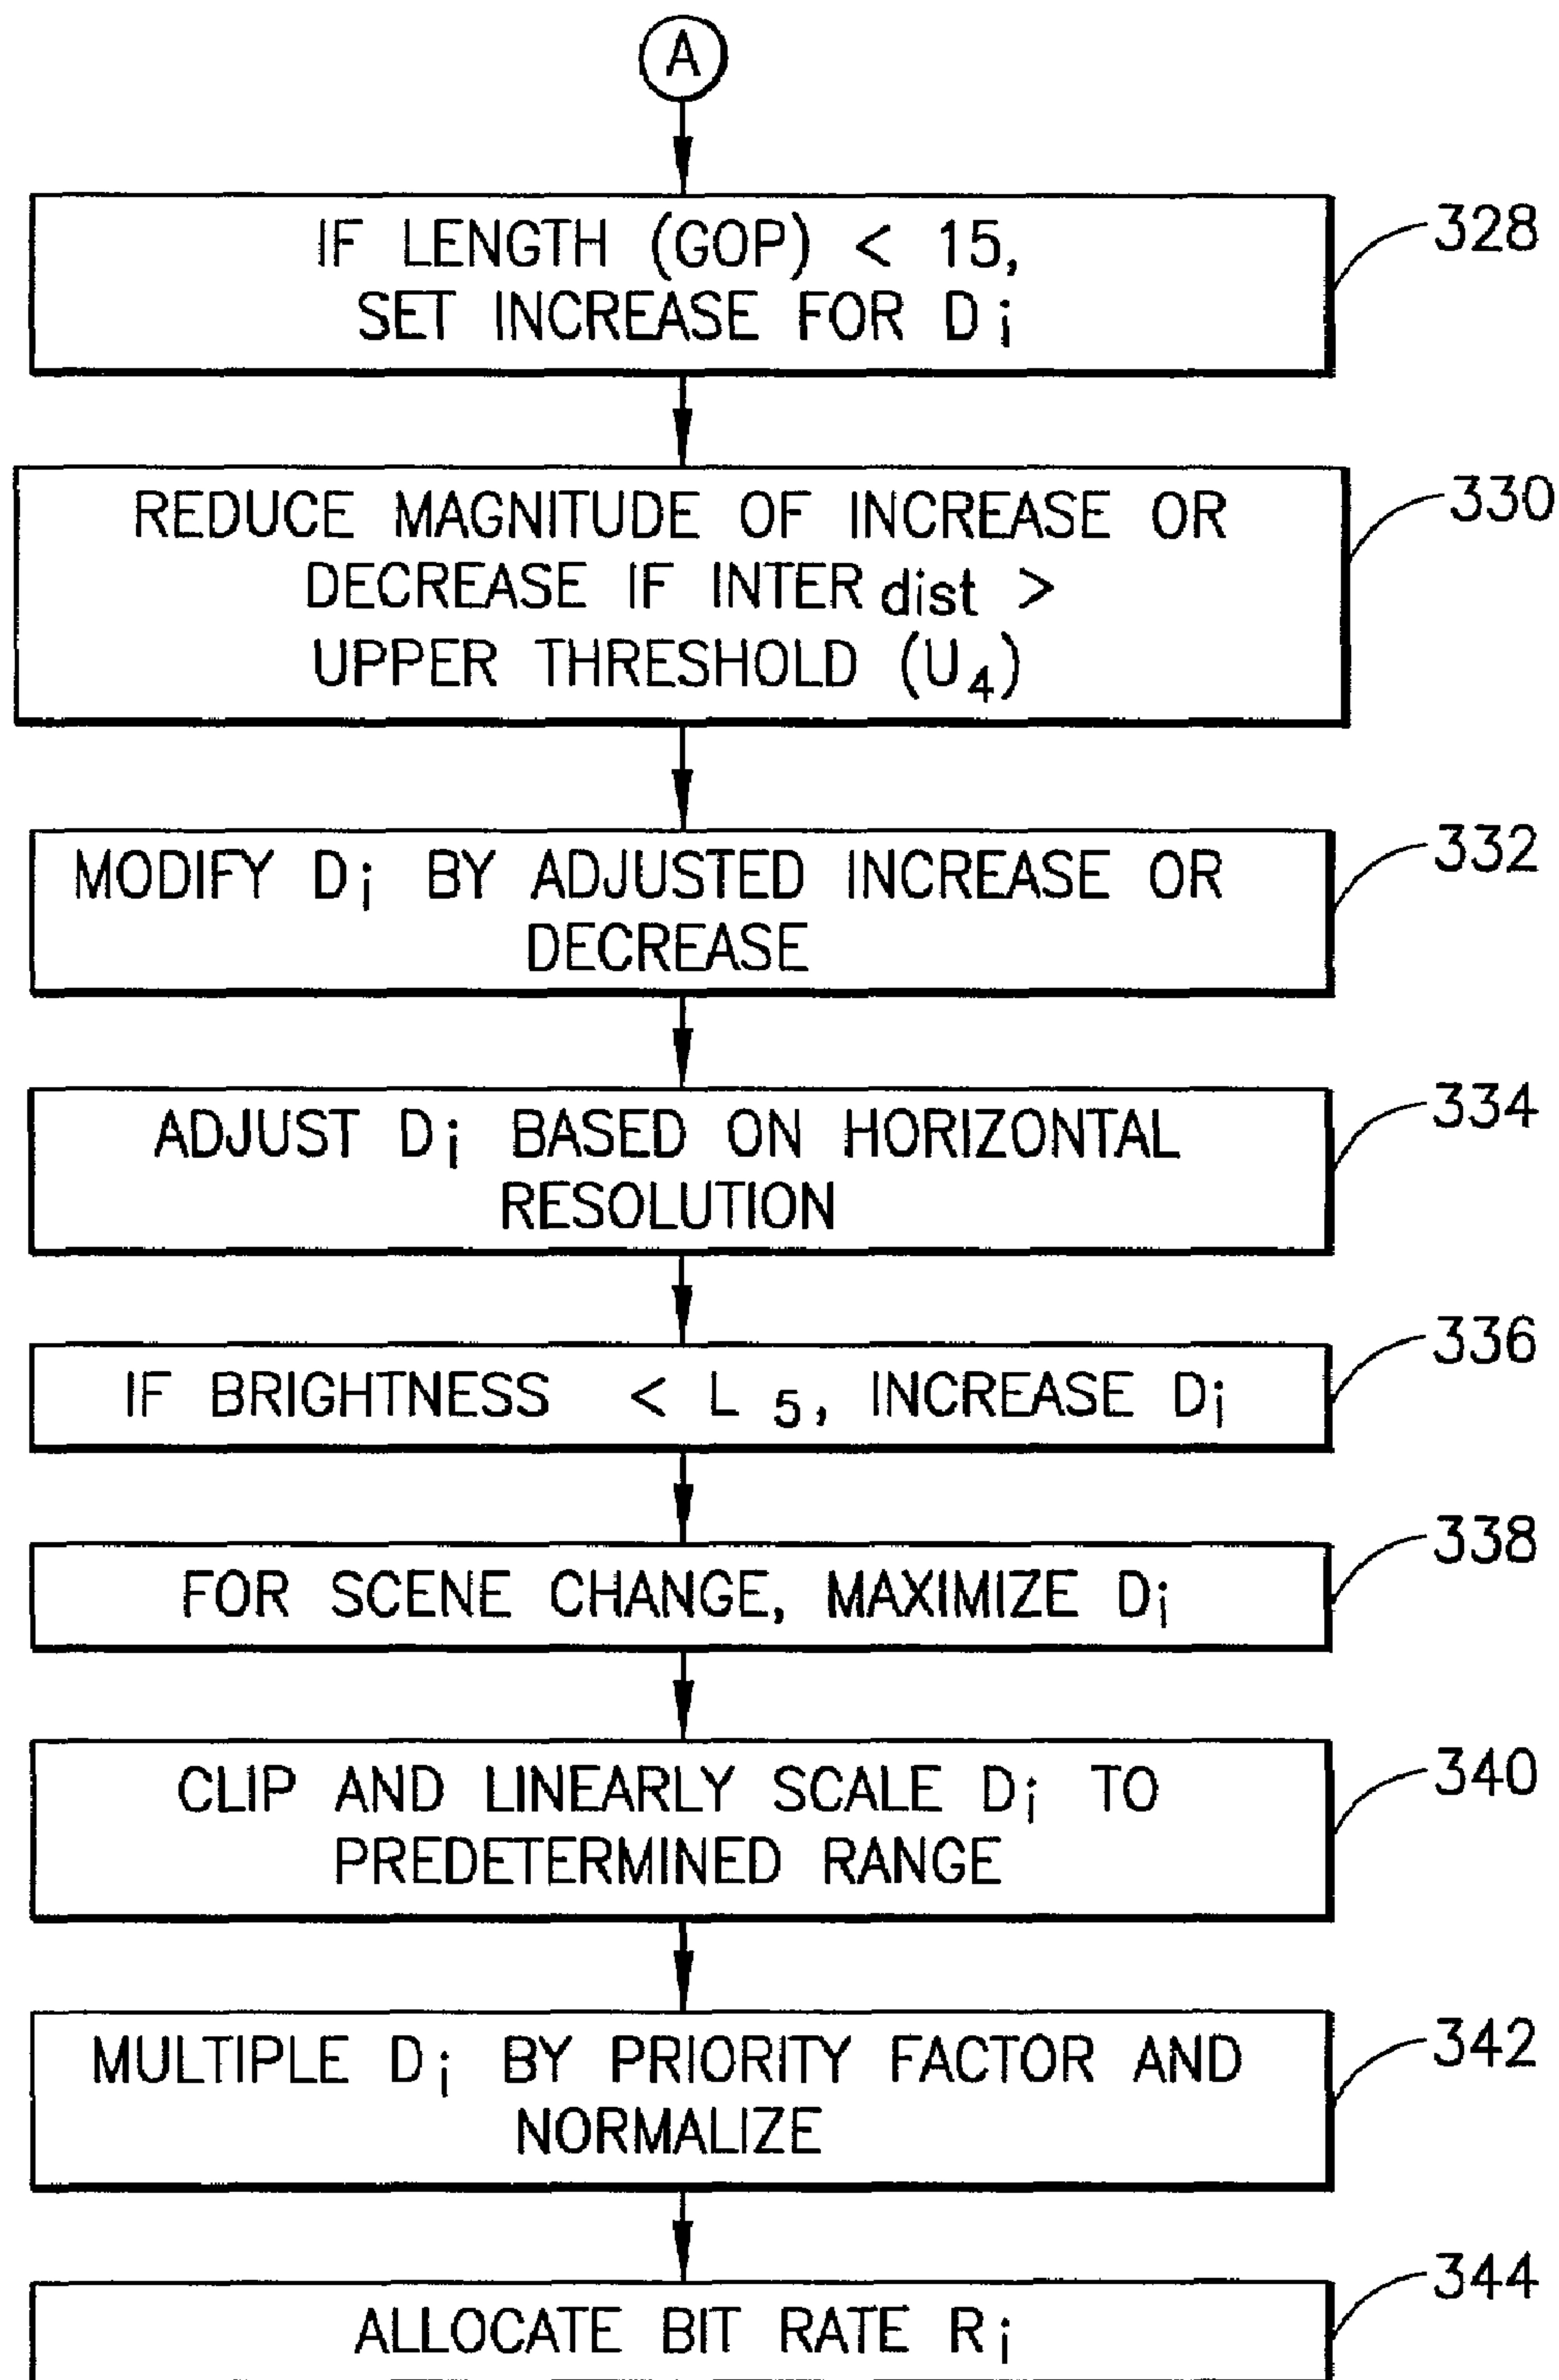 A
IF LENGTH (GOP) < 15,
SET INCREASE FOR Di
328
REDUCE MAGNITUDE OF INCREASE OR
DECREASE IF INTER dist >
UPPER THRESHOLD (U4)
330
MODIFY Di BY ADJUSTED INCREASE OR
DECREASE
332
ADJUST Di BASED ON HORIZONTAL
RESOLUTION
334
IF BRIGHTNESS < L 5, INCREASE Di
336
FOR SCENE CHANGE, MAXIMIZE Di
338
CLIP AND LINEARLY SCALE Di TO
PREDETERMINED RANGE
340
MULTIPLE Di BY PRIORITY FACTOR AND
NORMALIZE
342
ALLOCATE BIT RATE Ri
344